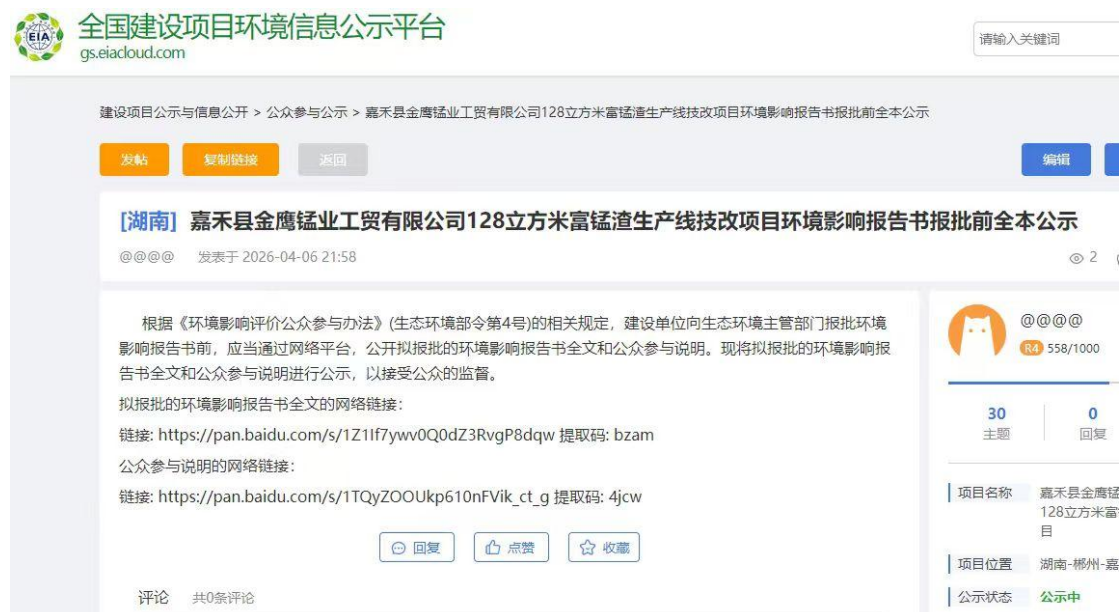 EIA
全国建设项目环境信息公示平台
gs.eiacloud.com
请输入关键词
建设项目公示与信息公开 > 公众参与公示 > 嘉禾县金鹰锰业工贸有限公司128立方米富锰渣生产线技改项目环境影响报告书报批前全本公示
发帖
复制链接
返回
编辑
[湖南] 嘉禾县金鹰锰业工贸有限公司128立方米富锰渣生产线技改项目环境影响报告书报批前全本公示
@@@@ 发表于 2026-04-06 21:58
2
根据《环境影响评价公众参与办法》(生态环境部令第4号)的相关规定，建设单位向生态环境主管部门报批环境
影响报告书前，应当通过网络平台，公开拟报批的环境影响报告书全文和公众参与说明。现将拟报批的环境影响报
告书全文和公众参与说明进行公示，以接受公众的监督。
拟报批的环境影响报告书全文的网络链接：
链接: https://pan.baidu.com/s/1Z1If7ywv0Q0dZ3RvgP8dqw 提取码: bzam
公众参与说明的网络链接：
链接: https://pan.baidu.com/s/1TQyZOOUkp610nFVik_ct_g 提取码: 4jcw
回复
点赞
收藏
评论 共0条评论
@@@@
R4 558/1000
30
主题
0
回复
项目名称 嘉禾县金鹰锰
128立方米富
目
项目位置 湖南-郴州-嘉
公示状态 公示中